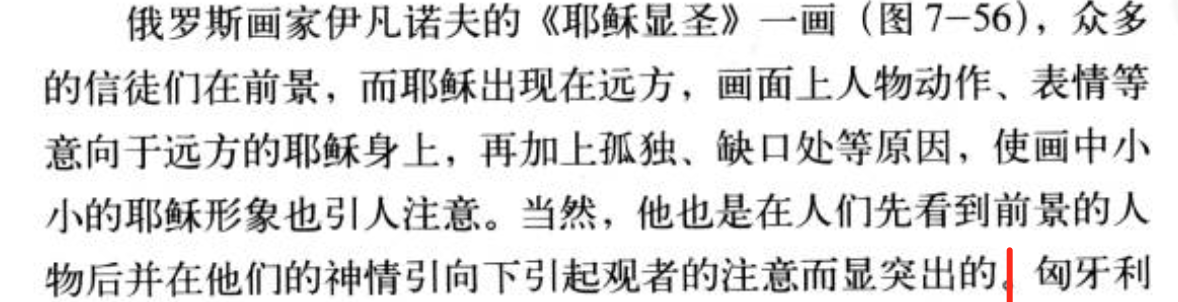 俄罗斯画家伊凡诺夫的《耶稣显圣》一画（图7-56），众多
的信徒们在前景，而耶稣出现在远方，画面上人物动作、表情等
意向于远方的耶稣身上，再加上孤独、缺口处等原因，使画中小
小的耶稣形象也引人注意。当然，他也是在人们先看到前景的人
物后并在他们的神情引向下引起观者的注意而显突出的。匈牙利